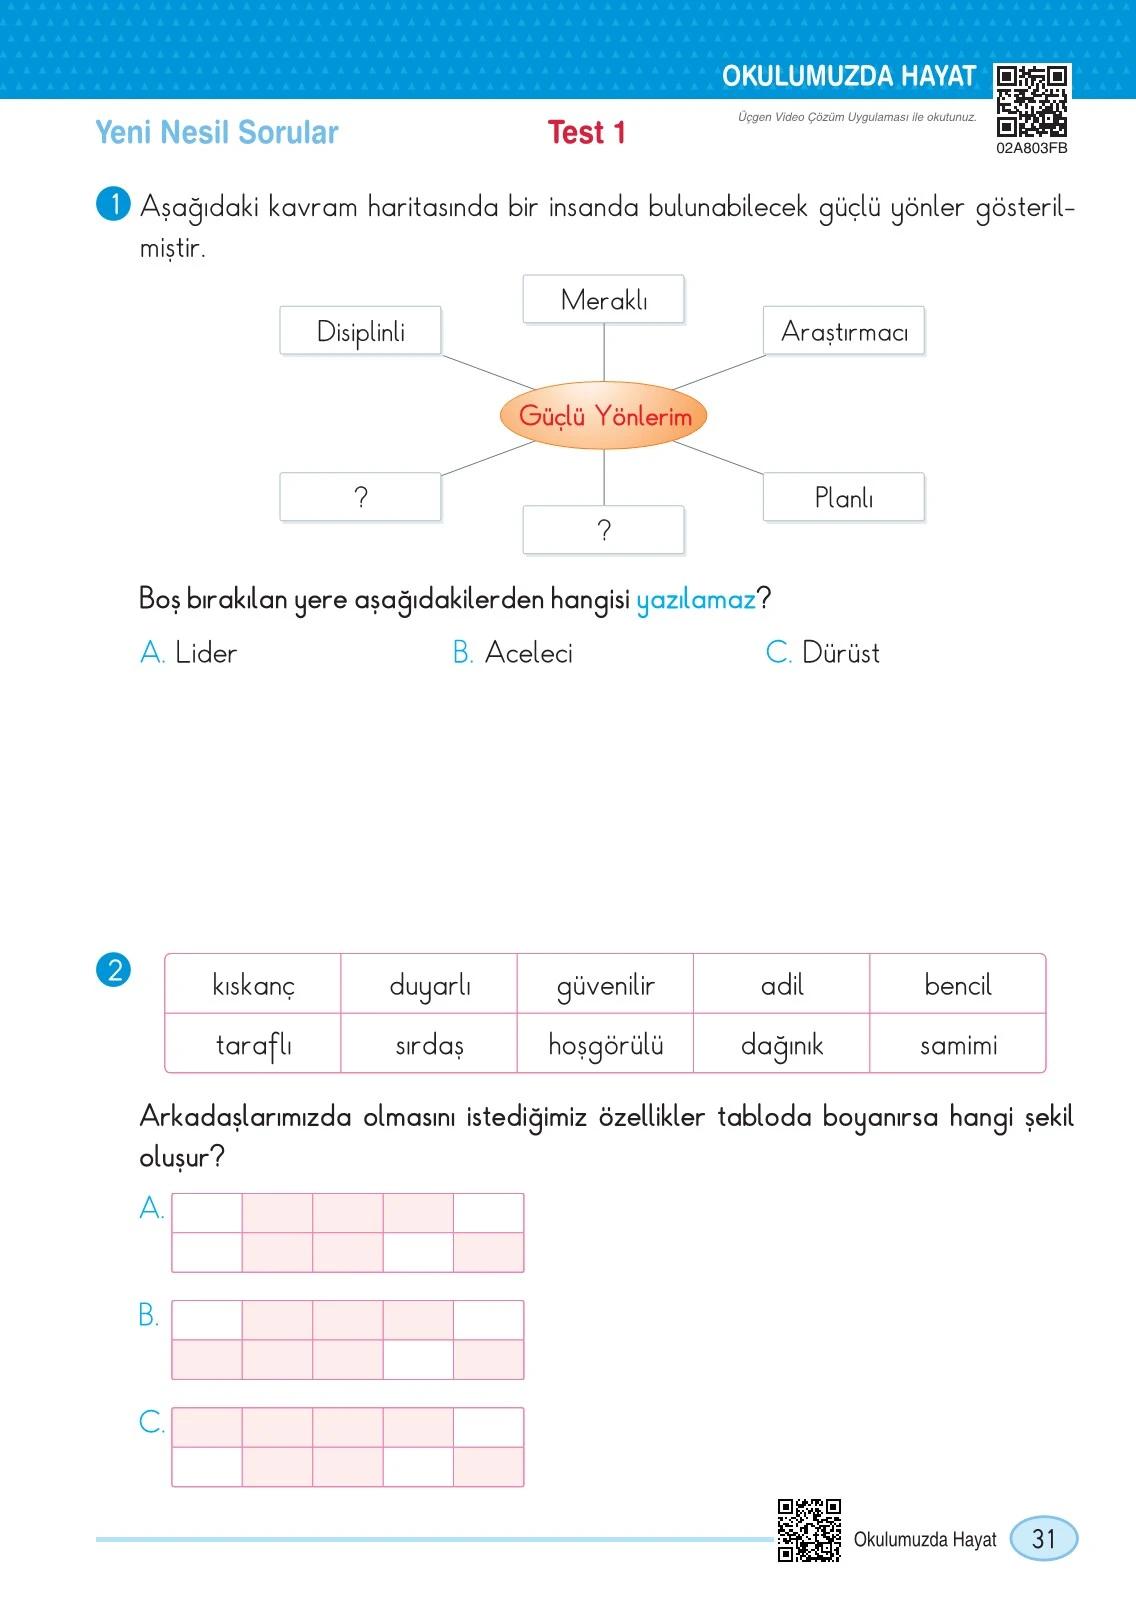 OKULUMUZDA HAYAT
Üçgen Video Çözüm Uygulaması ile okutunuz.
02A803FB
Yeni Nesil Sorular
Test 1
1 Aşağıdaki kavram haritasında bir insanda bulunabilecek güçlü yönler gösteril-
miştir.
Meraklı
Disiplinli
Araştırmacı
Güçlü Yönlerim
?
Planlı
?
Boş bırakılan yere aşağıdakilerden hangisi yazılamaz?
A. Lider B. Aceleci C. Dürüst
2
kıskanç duyarlı güvenilir adil bencil
taraflı sırdaş hoşgörülü dağınık samimi
Arkadaşlarımızda olmasını istediğimiz özellikler tabloda boyanırsa hangi şekil
oluşur?
A.
B.
C.
Okulumuzda Hayat 31